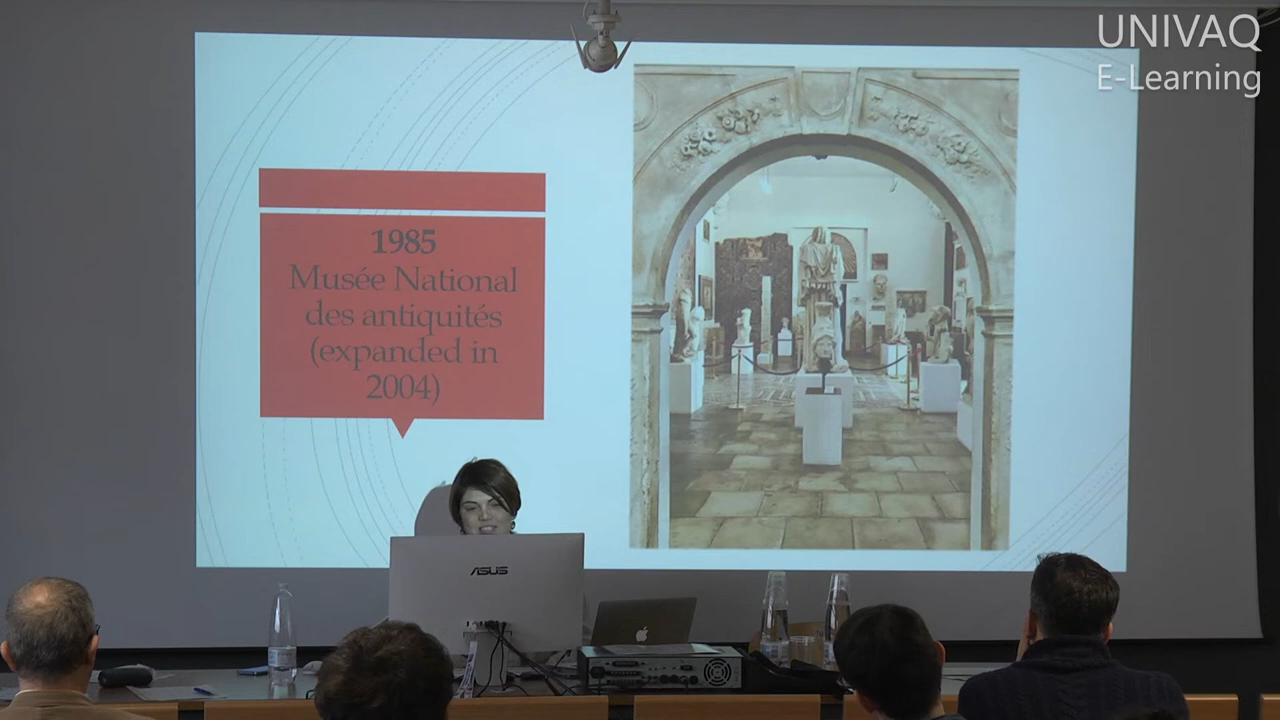 UNIVAQ
E-Learning
1985
Musée National
des antiquités
(expanded in
2004)
ASUS